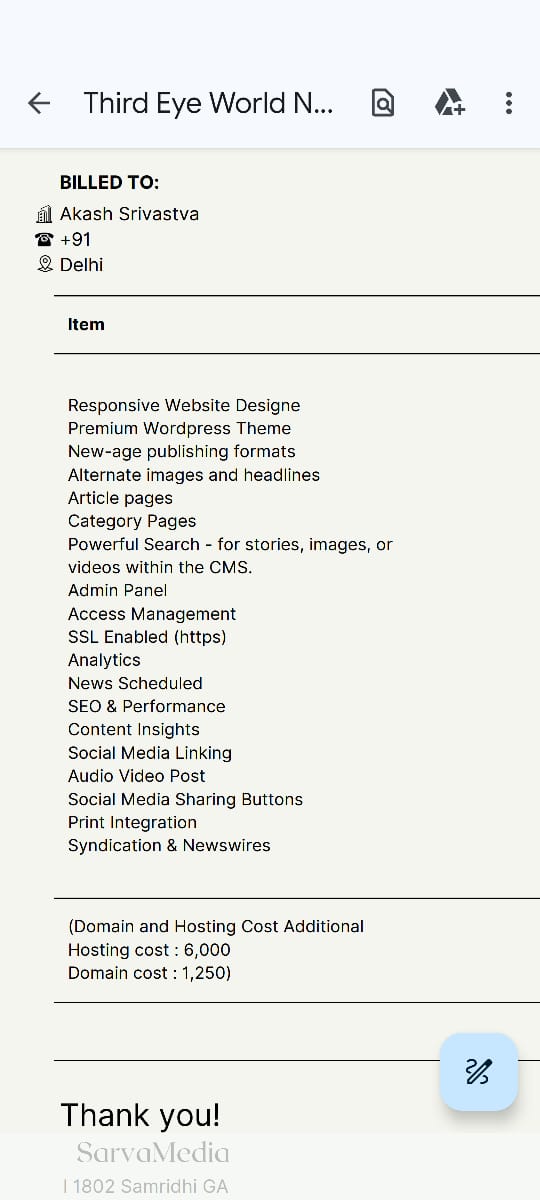 Third Eye World N...
BILLED TO:
Akash Srivastva
+91
Delhi
Item
Responsive Website Designe
Premium Wordpress Theme
New-age publishing formats
Alternate images and headlines
Article pages
Category Pages
Powerful Search - for stories, images, or
videos within the CMS.
Admin Panel
Access Management
SSL Enabled (https)
Analytics
News Scheduled
SEO & Performance
Content Insights
Social Media Linking
Audio Video Post
Social Media Sharing Buttons
Print Integration
Syndication & Newswires
(Domain and Hosting Cost Additional
Hosting cost : 6,000
Domain cost : 1,250)
Thank you!
SarvaMedia
| 1802 Samridhi GA